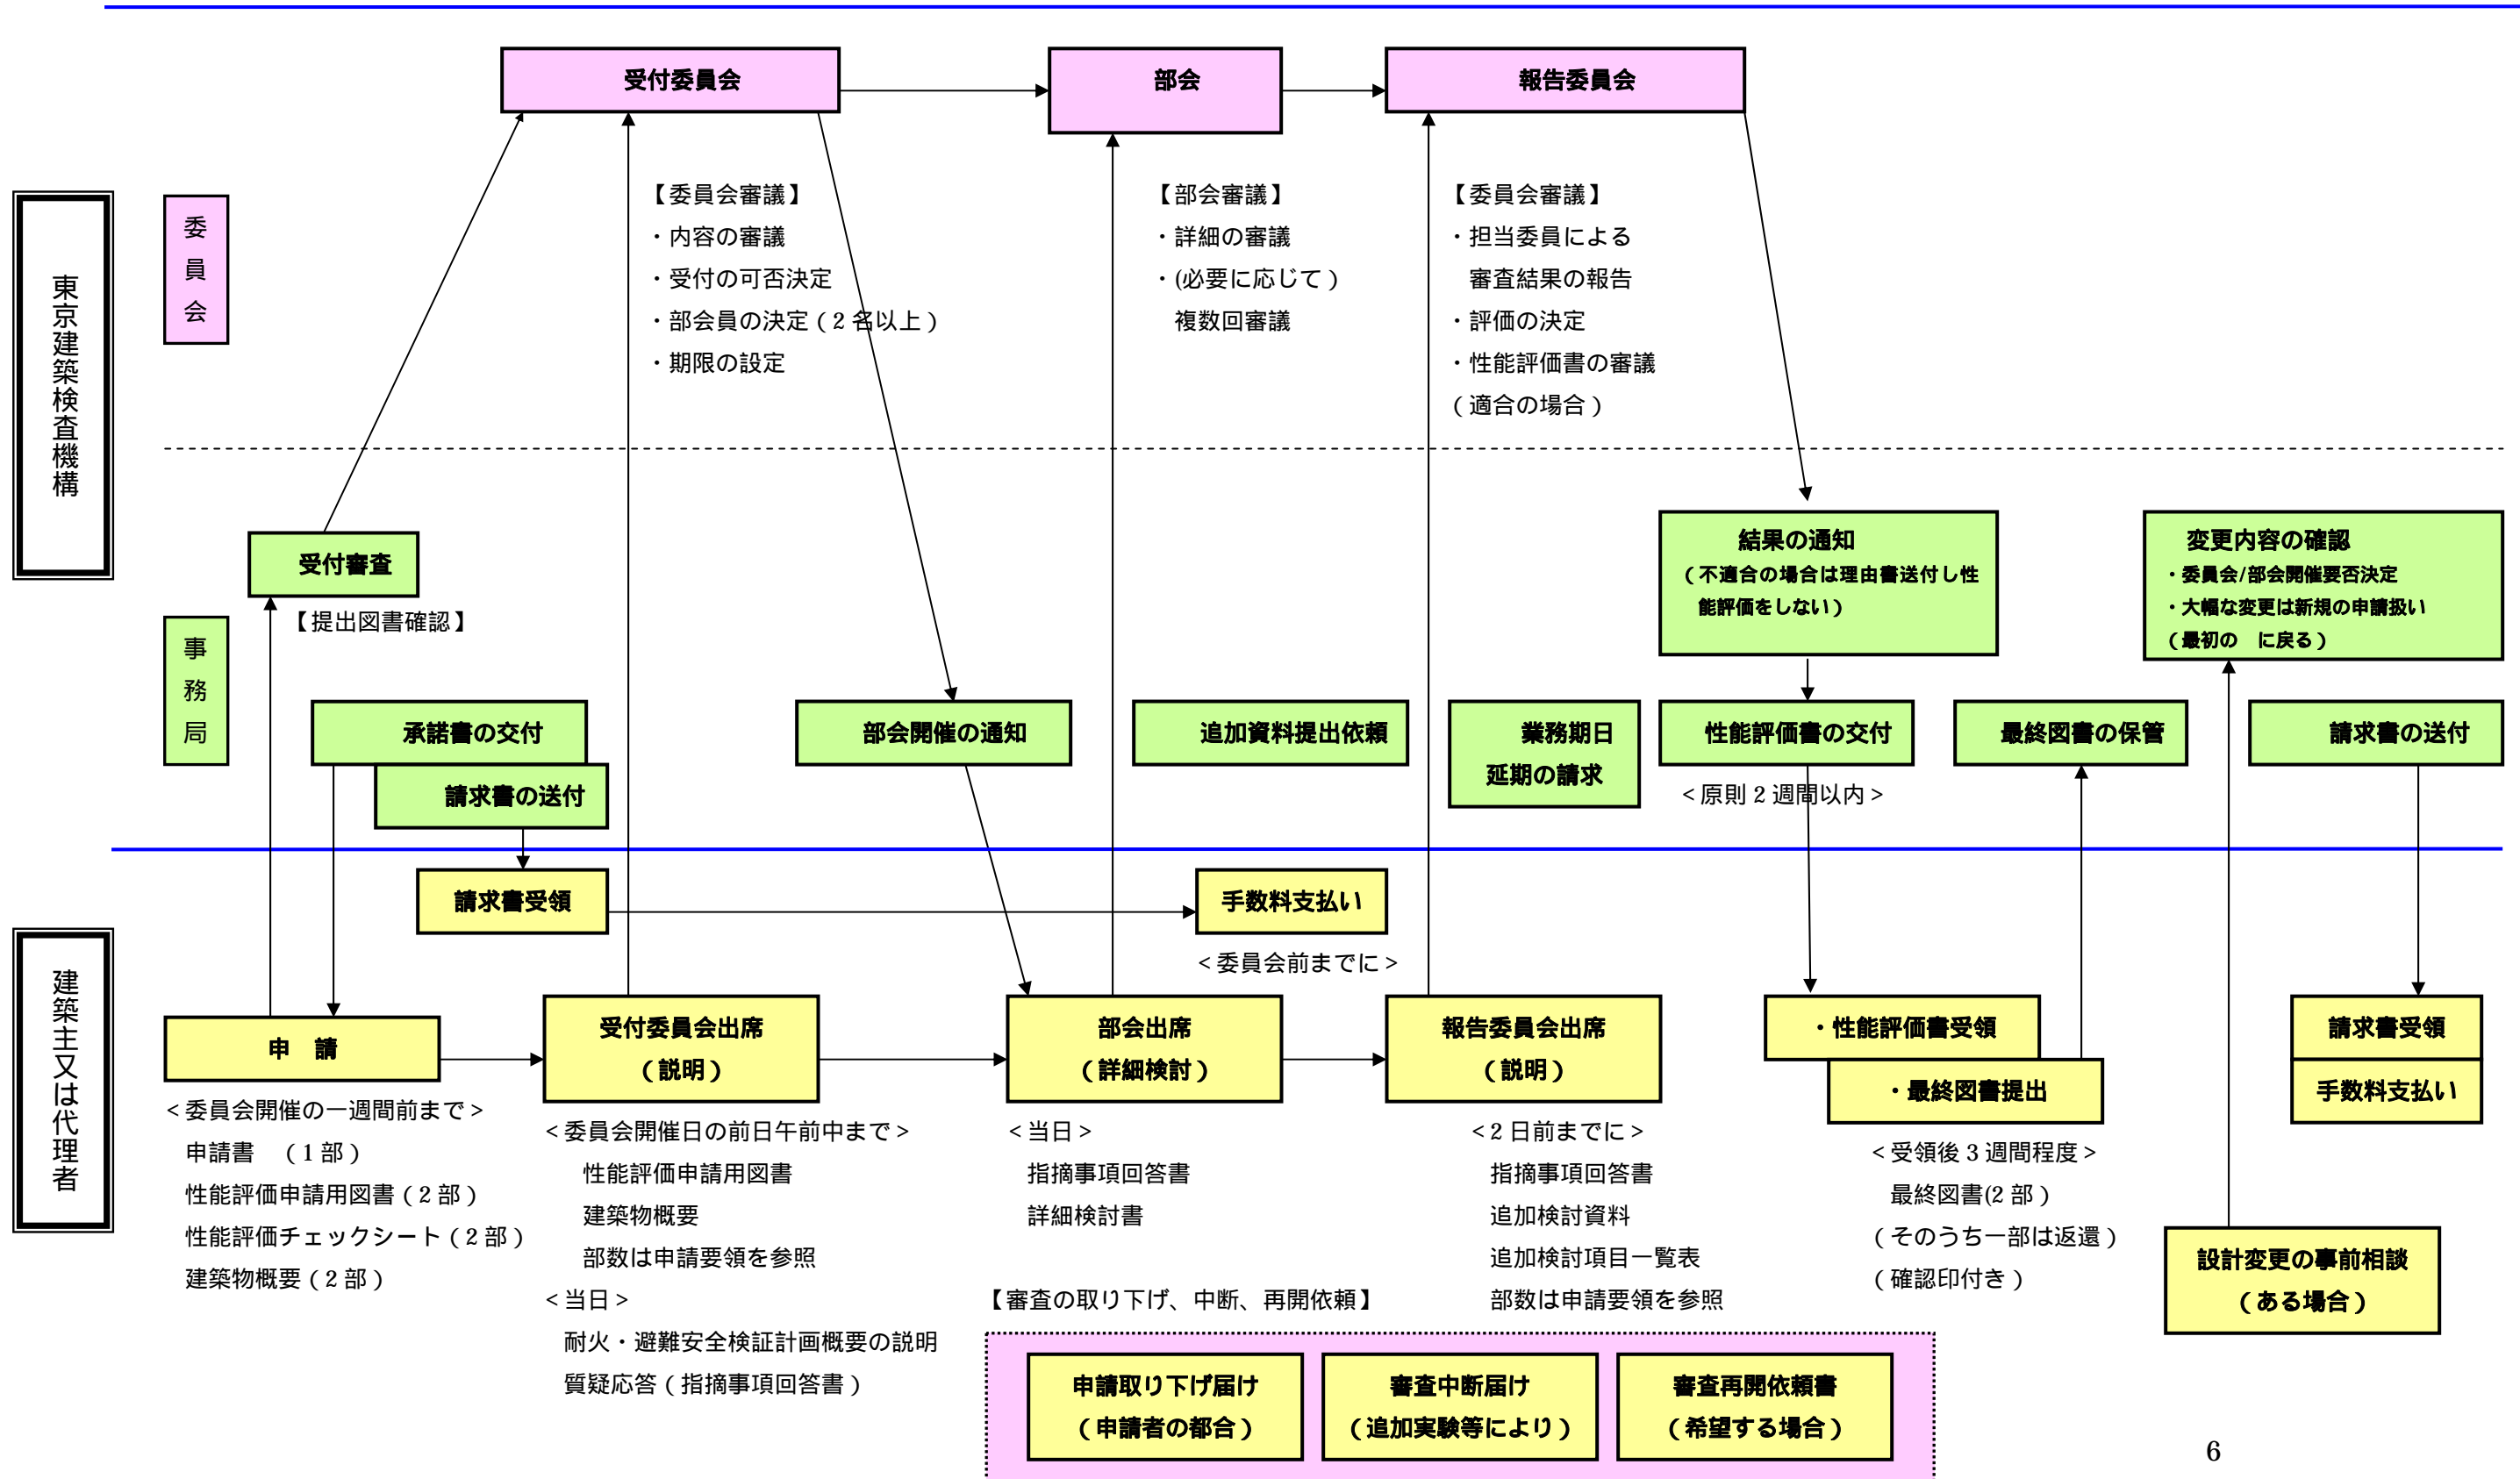 受付委員会
部会
報告委員会
東京建築検査機構
委員会
【委員会審議】
・内容の審議
・受付の可否決定
・部会員の決定（2名以上）
・期限の設定
【部会審議】
・詳細の審議
・(必要に応じて）
複数回審議
【委員会審議】
・担当委員による
審査結果の報告
・評価の決定
・性能評価書の審議
（適合の場合）
受付審査
【提出図書確認】
結果の通知
（不適合の場合は理由書送付し性
能評価をしない）
変更内容の確認
・委員会/部会開催要否決定
・大幅な変更は新規の申請扱い
（最初の　に戻る）
事務局
承諾書の交付
請求書の送付
部会開催の通知
追加資料提出依頼
業務期日
延期の請求
性能評価書の交付
＜原則2週間以内＞
最終図書の保管
請求書の送付
請求書受領
手数料支払い
＜委員会前までに＞
建築主又は代理者
申　請
＜委員会開催の一週間前まで＞
申請書　（1部）
性能評価申請用図書（2部）
性能評価チェックシート（2部）
建築物概要（2部）
受付委員会出席
（説明）
＜委員会開催日の前日午前中まで＞
性能評価申請用図書
建築物概要
部数は申請要領を参照
＜当日＞
耐火・避難安全検証計画概要の説明
質疑応答（指摘事項回答書）
部会出席
（詳細検討）
＜当日＞
指摘事項回答書
詳細検討書
報告委員会出席
（説明）
＜2日前までに＞
指摘事項回答書
追加検討資料
追加検討項目一覧表
部数は申請要領を参照
・性能評価書受領
・最終図書提出
＜受領後3週間程度＞
最終図書(2部）
（そのうち一部は返還）
（確認印付き）
請求書受領
手数料支払い
設計変更の事前相談
（ある場合）
【審査の取り下げ、中断、再開依頼】
申請取り下げ届け
（申請者の都合）
審査中断届け
（追加実験等により）
審査再開依頼書
（希望する場合）
6